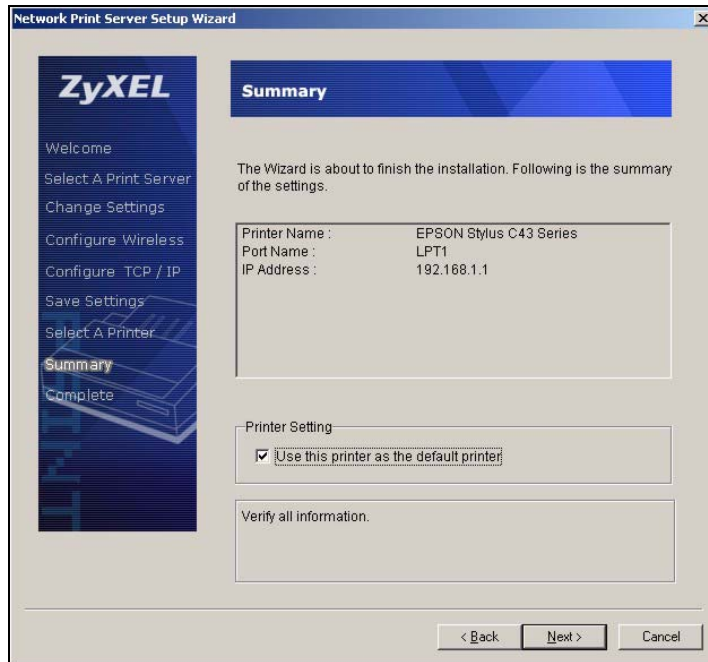 Network Print Server Setup Wizard
ZyXEL
Welcome
Select A Print Server
Change Settings
Configure Wireless
Configure TCP / IP
Save Settings
Select A Printer
Summary
Complete
PRINT
Summary
The Wizard is about to finish the installation. Following is the summary
of the settings.
Printer Name : EPSON Stylus C43 Series
Port Name : LPT1
IP Address : 192.168.1.1
Printer Setting
Use this printer as the default printer
Verify all information.
< Back
Next >
Cancel